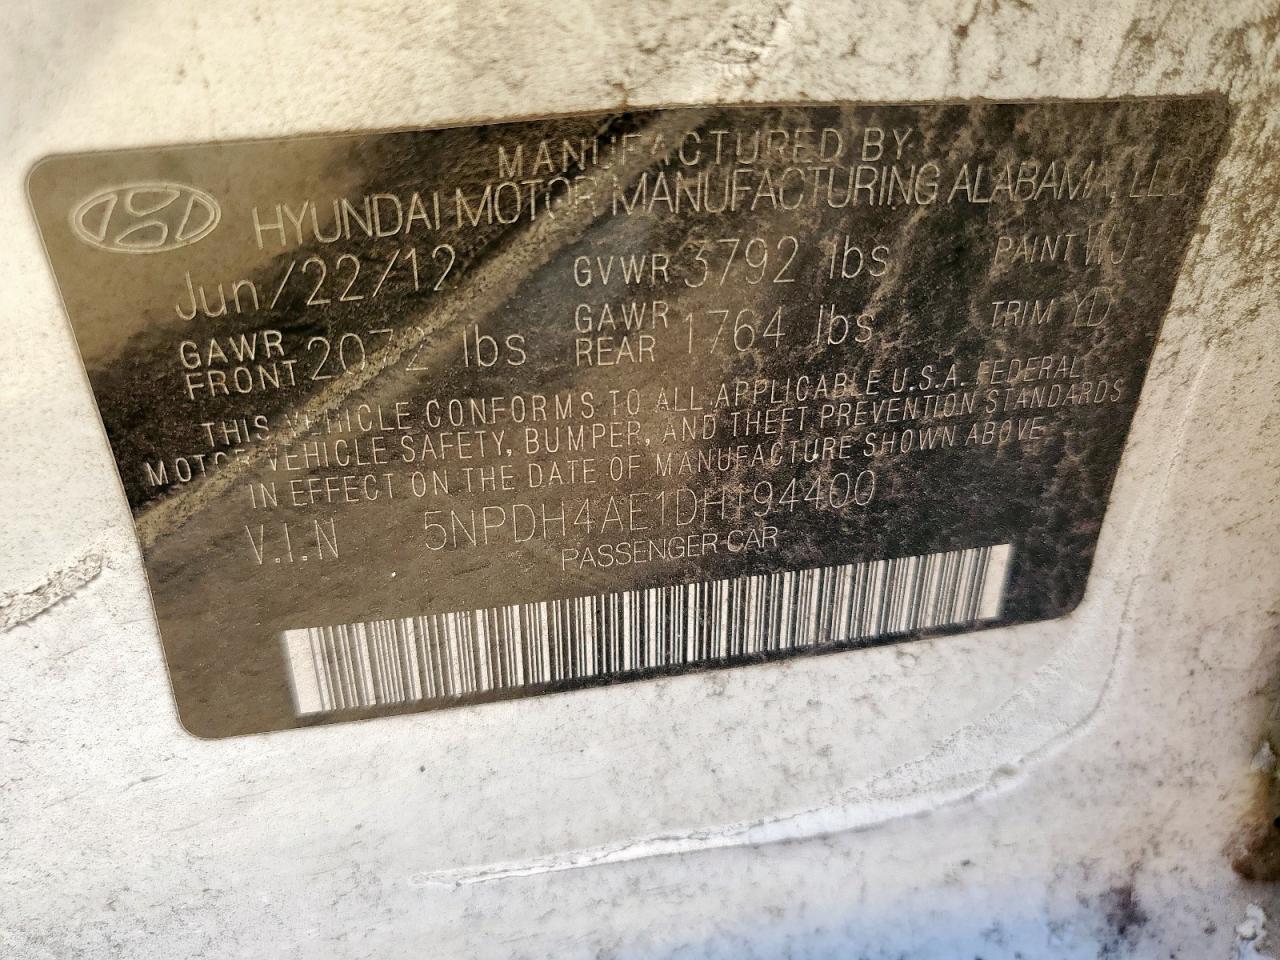 MANUFACTURED BY
HYUNDAI MOTOR MANUFACTURING ALABAMA, LLC
Jun/22/12 GVWR 3792 lbs PAINT WJ
GAWR FRONT 2072 lbs GAWR REAR 1764 lbs TRIM YD
THIS VEHICLE CONFORMS TO ALL APPLICABLE U.S.A. FEDERAL
MOTOR VEHICLE SAFETY, BUMPER, AND THEFT PREVENTION STANDARDS
IN EFFECT ON THE DATE OF MANUFACTURE SHOWN ABOVE
V.I.N 5NPDH4AE1DH194400
PASSENGER CAR